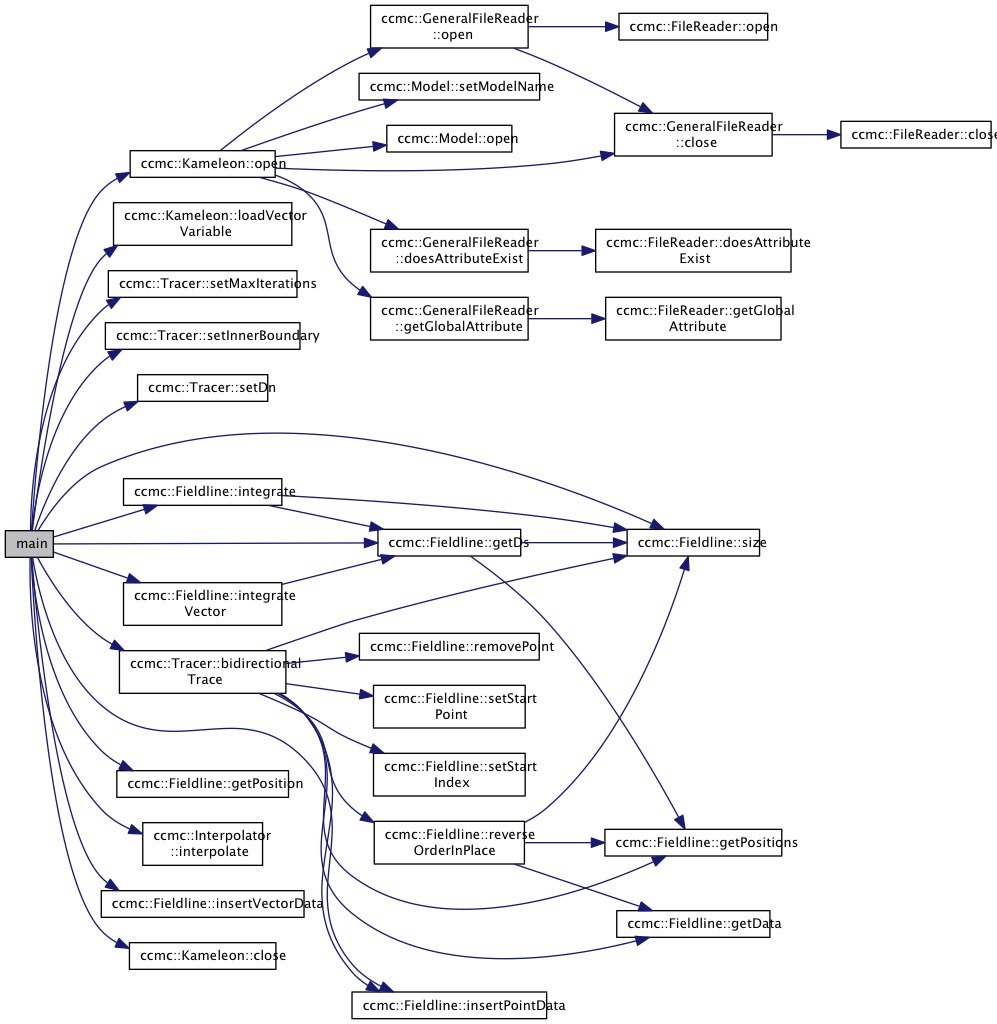 ccmc::GeneralFileReader
::open
ccmc::FileReader::open
ccmc::Model::setModelName
ccmc::GeneralFileReader
::close
ccmc::FileReader::close
ccmc::Model::open
ccmc::Kameleon::open
ccmc::Kameleon::loadVector
Variable
ccmc::GeneralFileReader
::doesAttributeExist
ccmc::FileReader::doesAttribute
Exist
ccmc::Tracer::setMaxIterations
ccmc::GeneralFileReader
::getGlobalAttribute
ccmc::FileReader::getGlobal
Attribute
ccmc::Tracer::setInnerBoundary
ccmc::Tracer::setDn
ccmc::Fieldline::integrate
main
ccmc::Fieldline::getDs
ccmc::Fieldline::size
ccmc::Fieldline::integrate
Vector
ccmc::Tracer::bidirectional
Trace
ccmc::Fieldline::removePoint
ccmc::Fieldline::setStart
Point
ccmc::Fieldline::setStart
Index
ccmc::Fieldline::getPosition
ccmc::Interpolator
::interpolate
ccmc::Fieldline::reverse
OrderInPlace
ccmc::Fieldline::getPositions
ccmc::Fieldline::insertVectorData
ccmc::Fieldline::getData
ccmc::Kameleon::close
ccmc::Fieldline::insertPointData